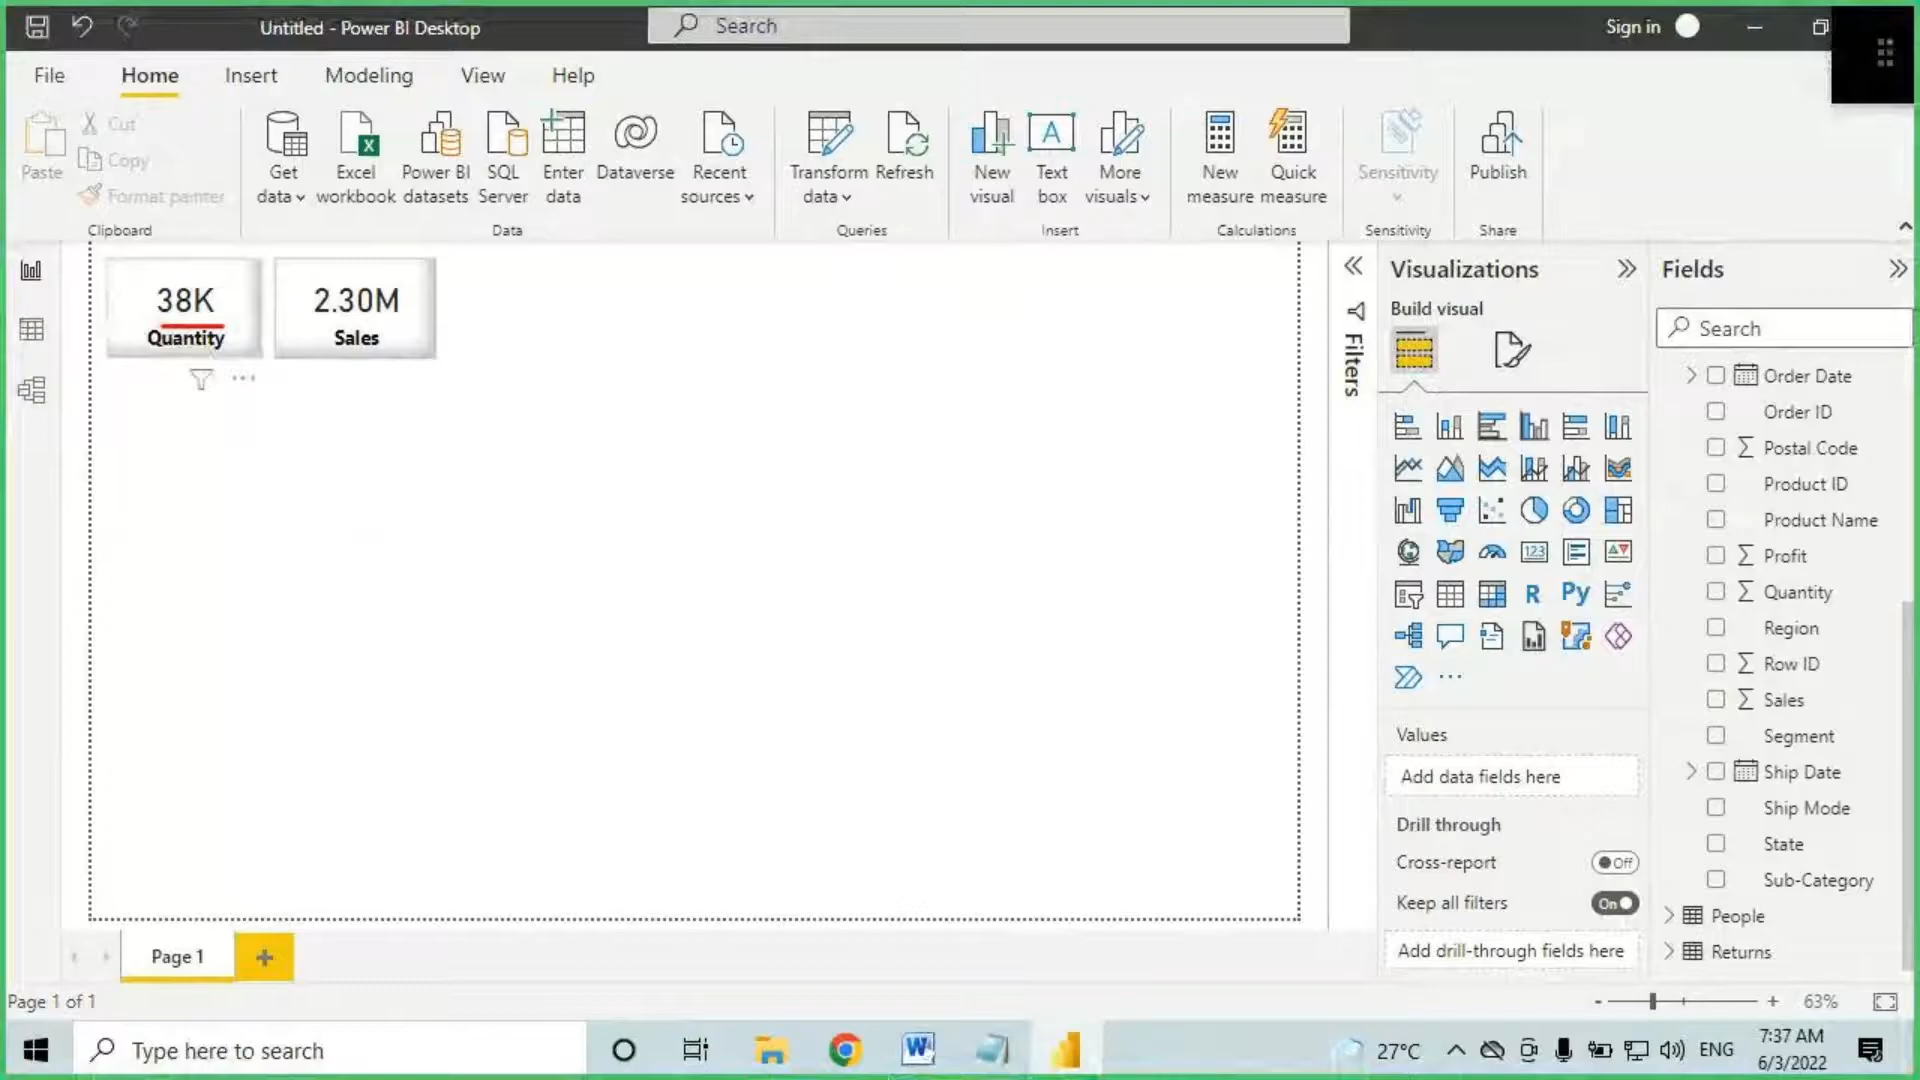 Untitled - Power BI Desktop
Search
Sign in
File Home Insert Modeling View Help
Paste
Cut
Copy
Format painter
Clipboard
Get data
Excel workbook
Power BI datasets
SQL Server
Enter data
Dataverse
Recent sources
Data
Transform data
Refresh
Queries
New visual
Text box
More visuals
Insert
New measure
Quick measure
Calculations
Sensitivity
Sensitivity
Publish
Share
38K
Quantity
2.30M
Sales
Filters
Visualizations
Build visual
123
R
Py
Values
Add data fields here
Drill through
Cross-report
Off
Keep all filters
On
Add drill-through fields here
Fields
Search
Order Date
Order ID
Postal Code
Product ID
Product Name
Profit
Quantity
Region
Row ID
Sales
Segment
Ship Date
Ship Mode
State
Sub-Category
People
Returns
Page 1
Page 1 of 1
- + 63%
Type here to search
27°C
ENG
7:37 AM
6/3/2022